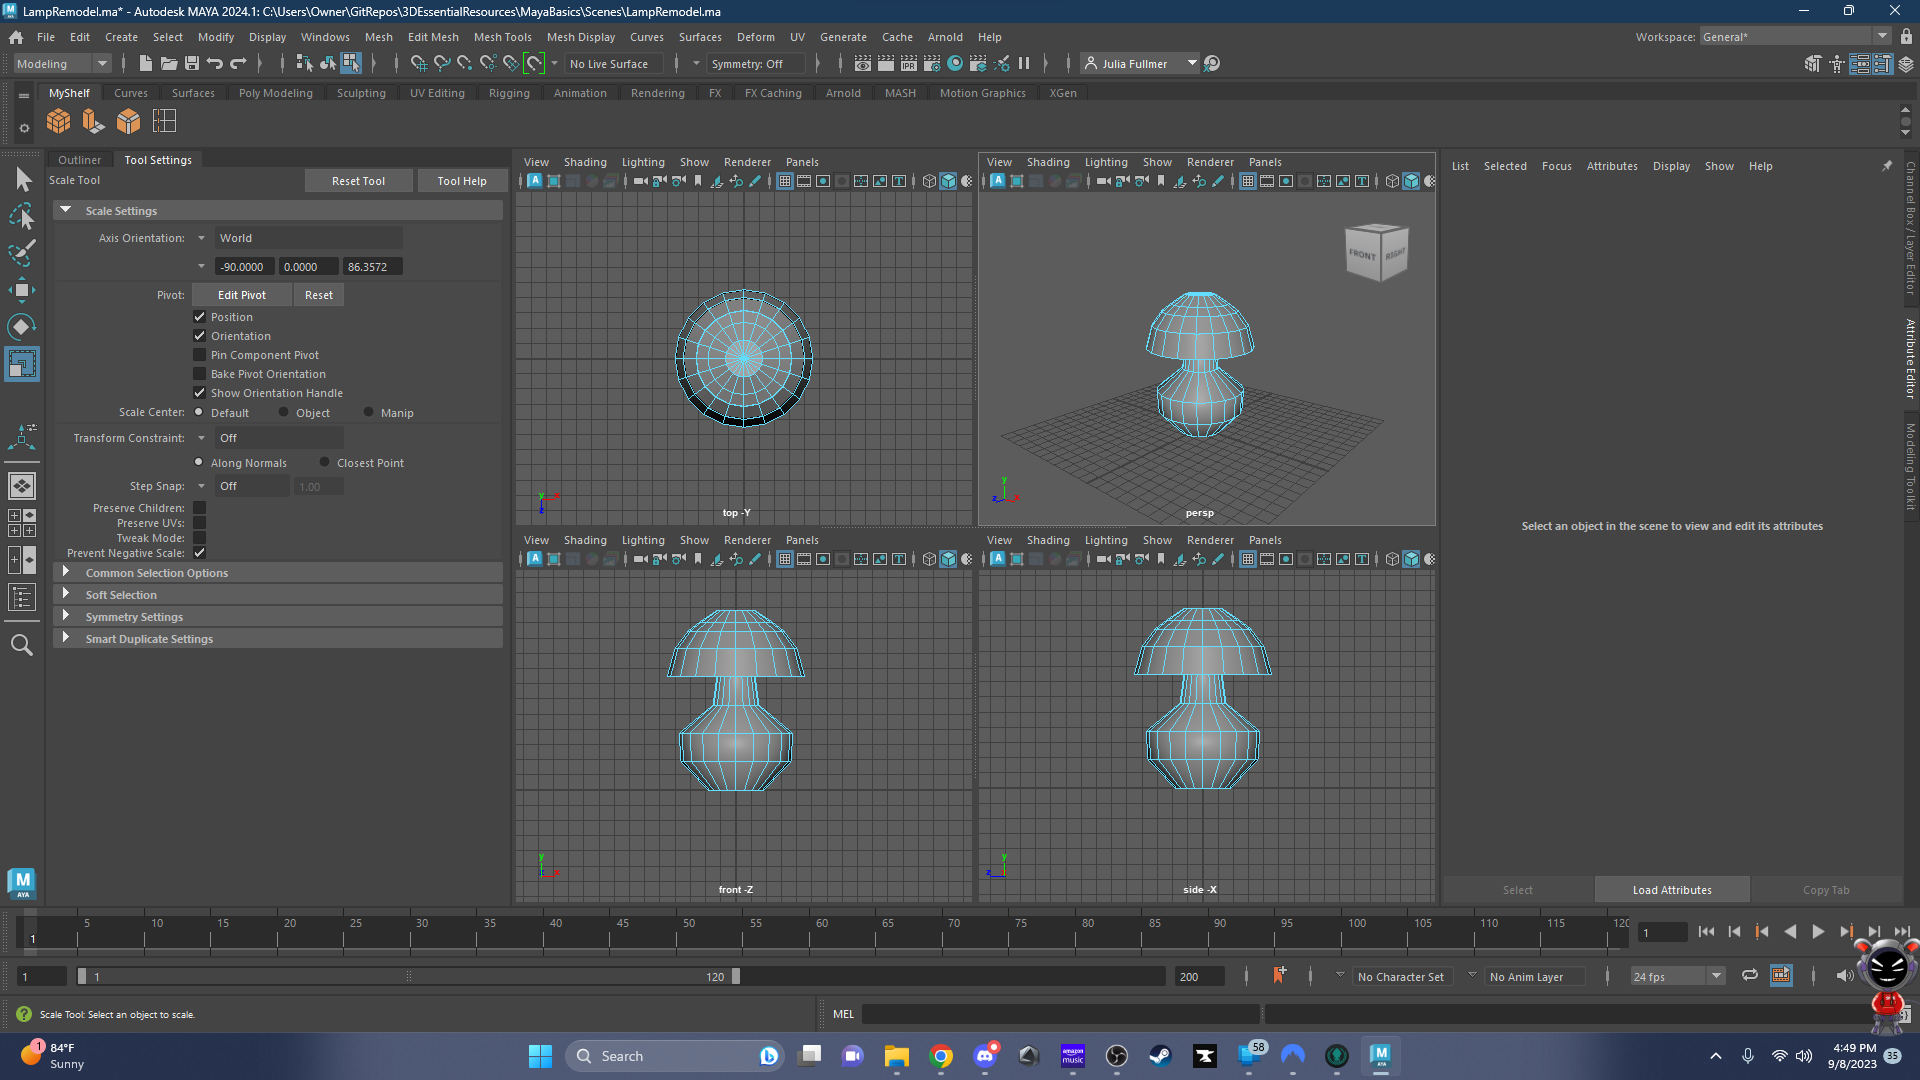 LampRemodel.ma* - Autodesk MAYA 2024.1: C:\Users\Owner\GitRepos\3DEssentialResources\MayaBasics\Scenes\LampRemodel.ma
File Edit Create Select Modify Display Windows Mesh Edit Mesh Mesh Tools Mesh Display Curves Surfaces Deform UV Generate Cache Arnold Help
Workspace: General*
Modeling
No Live Surface
Symmetry: Off
Julia Fullmer
MyShelf Curves Surfaces Poly Modeling Sculpting UV Editing Rigging Animation Rendering FX FX Caching Arnold MASH Motion Graphics XGen
Outliner Tool Settings
Scale Tool
Reset Tool
Tool Help
Scale Settings
Axis Orientation: World
-90.0000 0.0000 86.3572
Pivot: Edit Pivot Reset
Position
Orientation
Pin Component Pivot
Bake Pivot Orientation
Show Orientation Handle
Scale Center: Default Object Manip
Transform Constraint: Off
Along Normals Closest Point
Step Snap: Off 1.00
Preserve Children:
Preserve UVs:
Tweak Mode:
Prevent Negative Scale:
Common Selection Options
Soft Selection
Symmetry Settings
Smart Duplicate Settings
View Shading Lighting Show Renderer Panels
top -Y
View Shading Lighting Show Renderer Panels
FRONT RIGHT
persp
View Shading Lighting Show Renderer Panels
front -Z
View Shading Lighting Show Renderer Panels
side -X
List Selected Focus Attributes Display Show Help
Select an object in the scene to view and edit its attributes
Select
Load Attributes
Copy Tab
Channel Box / Layer Editor
Attribute Editor
Modeling Toolkit
M
AYA
1 5 10 15 20 25 30 35 40 45 50 55 60 65 70 75 80 85 90 95 100 105 110 115 120
1
1 1 120 200
No Character Set
No Anim Layer
24 fps
Scale Tool: Select an object to scale.
MEL
1
84°F
Sunny
Search
amazon music
58
M
AYA
4:49 PM
9/8/2023
35